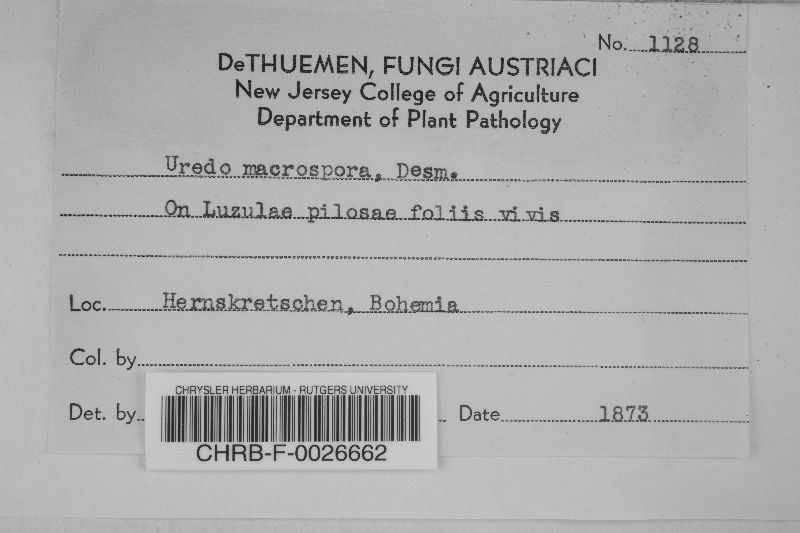 No. 1128
DeTHUEMEN, FUNGI AUSTRIACI
New Jersey College of Agriculture
Department of Plant Pathology
Uredo macrospora, Desm.
On Luzulae pilosae foliis vivis
Loc. Hernskretschen, Bohemia
Col. by
Det. by Date 1873
CHRYSLER HERBARIUM - RUTGERS UNIVERSITY
CHRB-F-0026662